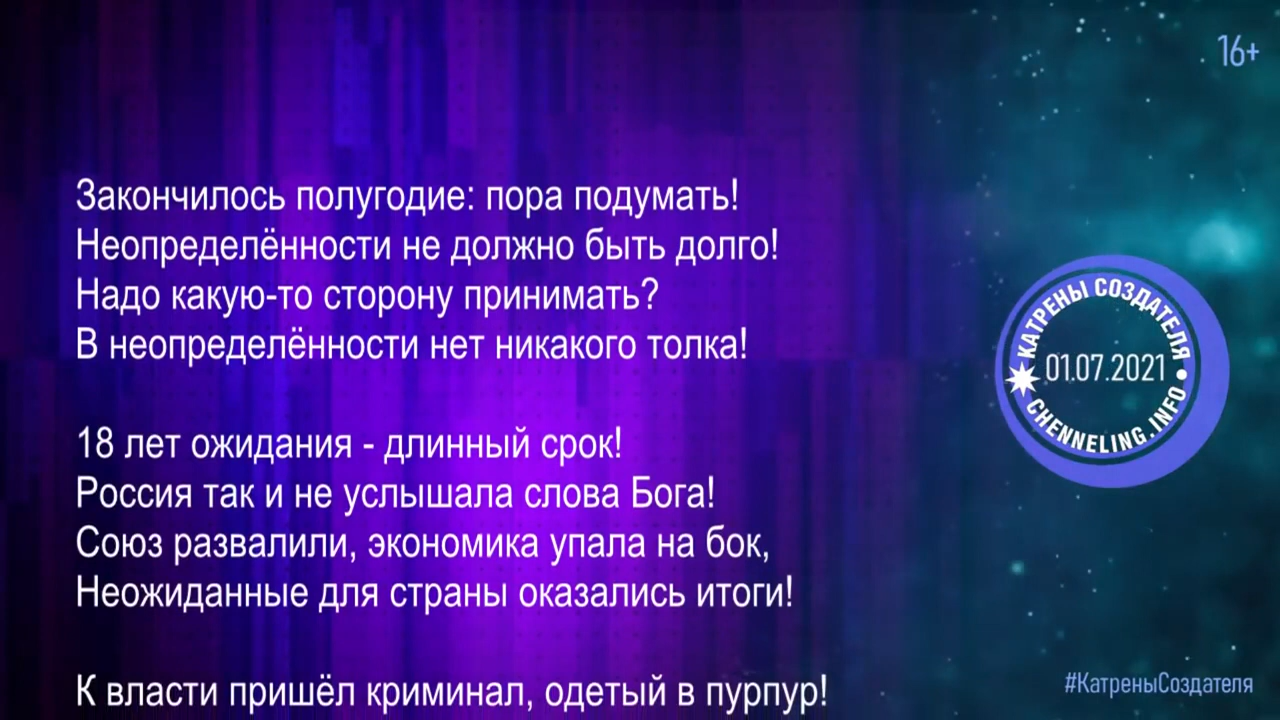 16+
Закончилось полугодие: пора подумать!
Неопределённости не должно быть долго!
Надо какую-то сторону принимать?
В неопределённости нет никакого толка!
18 лет ожидания - длинный срок!
Россия так и не услышала слова Бога!
Союз развалили, экономика упала на бок,
Неожиданные для страны оказались итоги!
К власти пришёл криминал, одетый в пурпур!
КАТРЕНЫ СОЗДАТЕЛЯ
01.07.2021
CHENNELING.INFO
#КатреныСоздателя